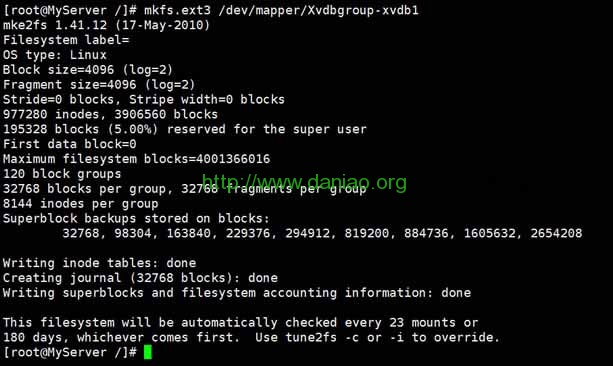 [root@MyServer /]# mkfs.ext3 /dev/mapper/Xvdbgroup-xvdb1
mke2fs 1.41.12 (17-May-2010)
Filesystem label=
OS type: Linux
Block size=4096 (log=2)
Fragment size=4096 (log=2)
Stride=0 blocks, Stripe width=0 blocks
977280 inodes, 3906560 blocks
195328 blocks (5.00%) reserved for the super user
First data block=0
Maximum filesystem blocks=4001366016
120 block groups
http://www.daniao.org
32768 blocks per group, 32768 fragments per group
8144 inodes per group
Superblock backups stored on blocks:
32768, 98304, 163840, 229376, 294912, 819200, 884736, 1605632, 2654208
Writing inode tables: done
Creating journal (32768 blocks): done
Writing superblocks and filesystem accounting information: done
This filesystem will be automatically checked every 23 mounts or
180 days, whichever comes first.  Use tune2fs -c or -i to override.
[root@MyServer /]#